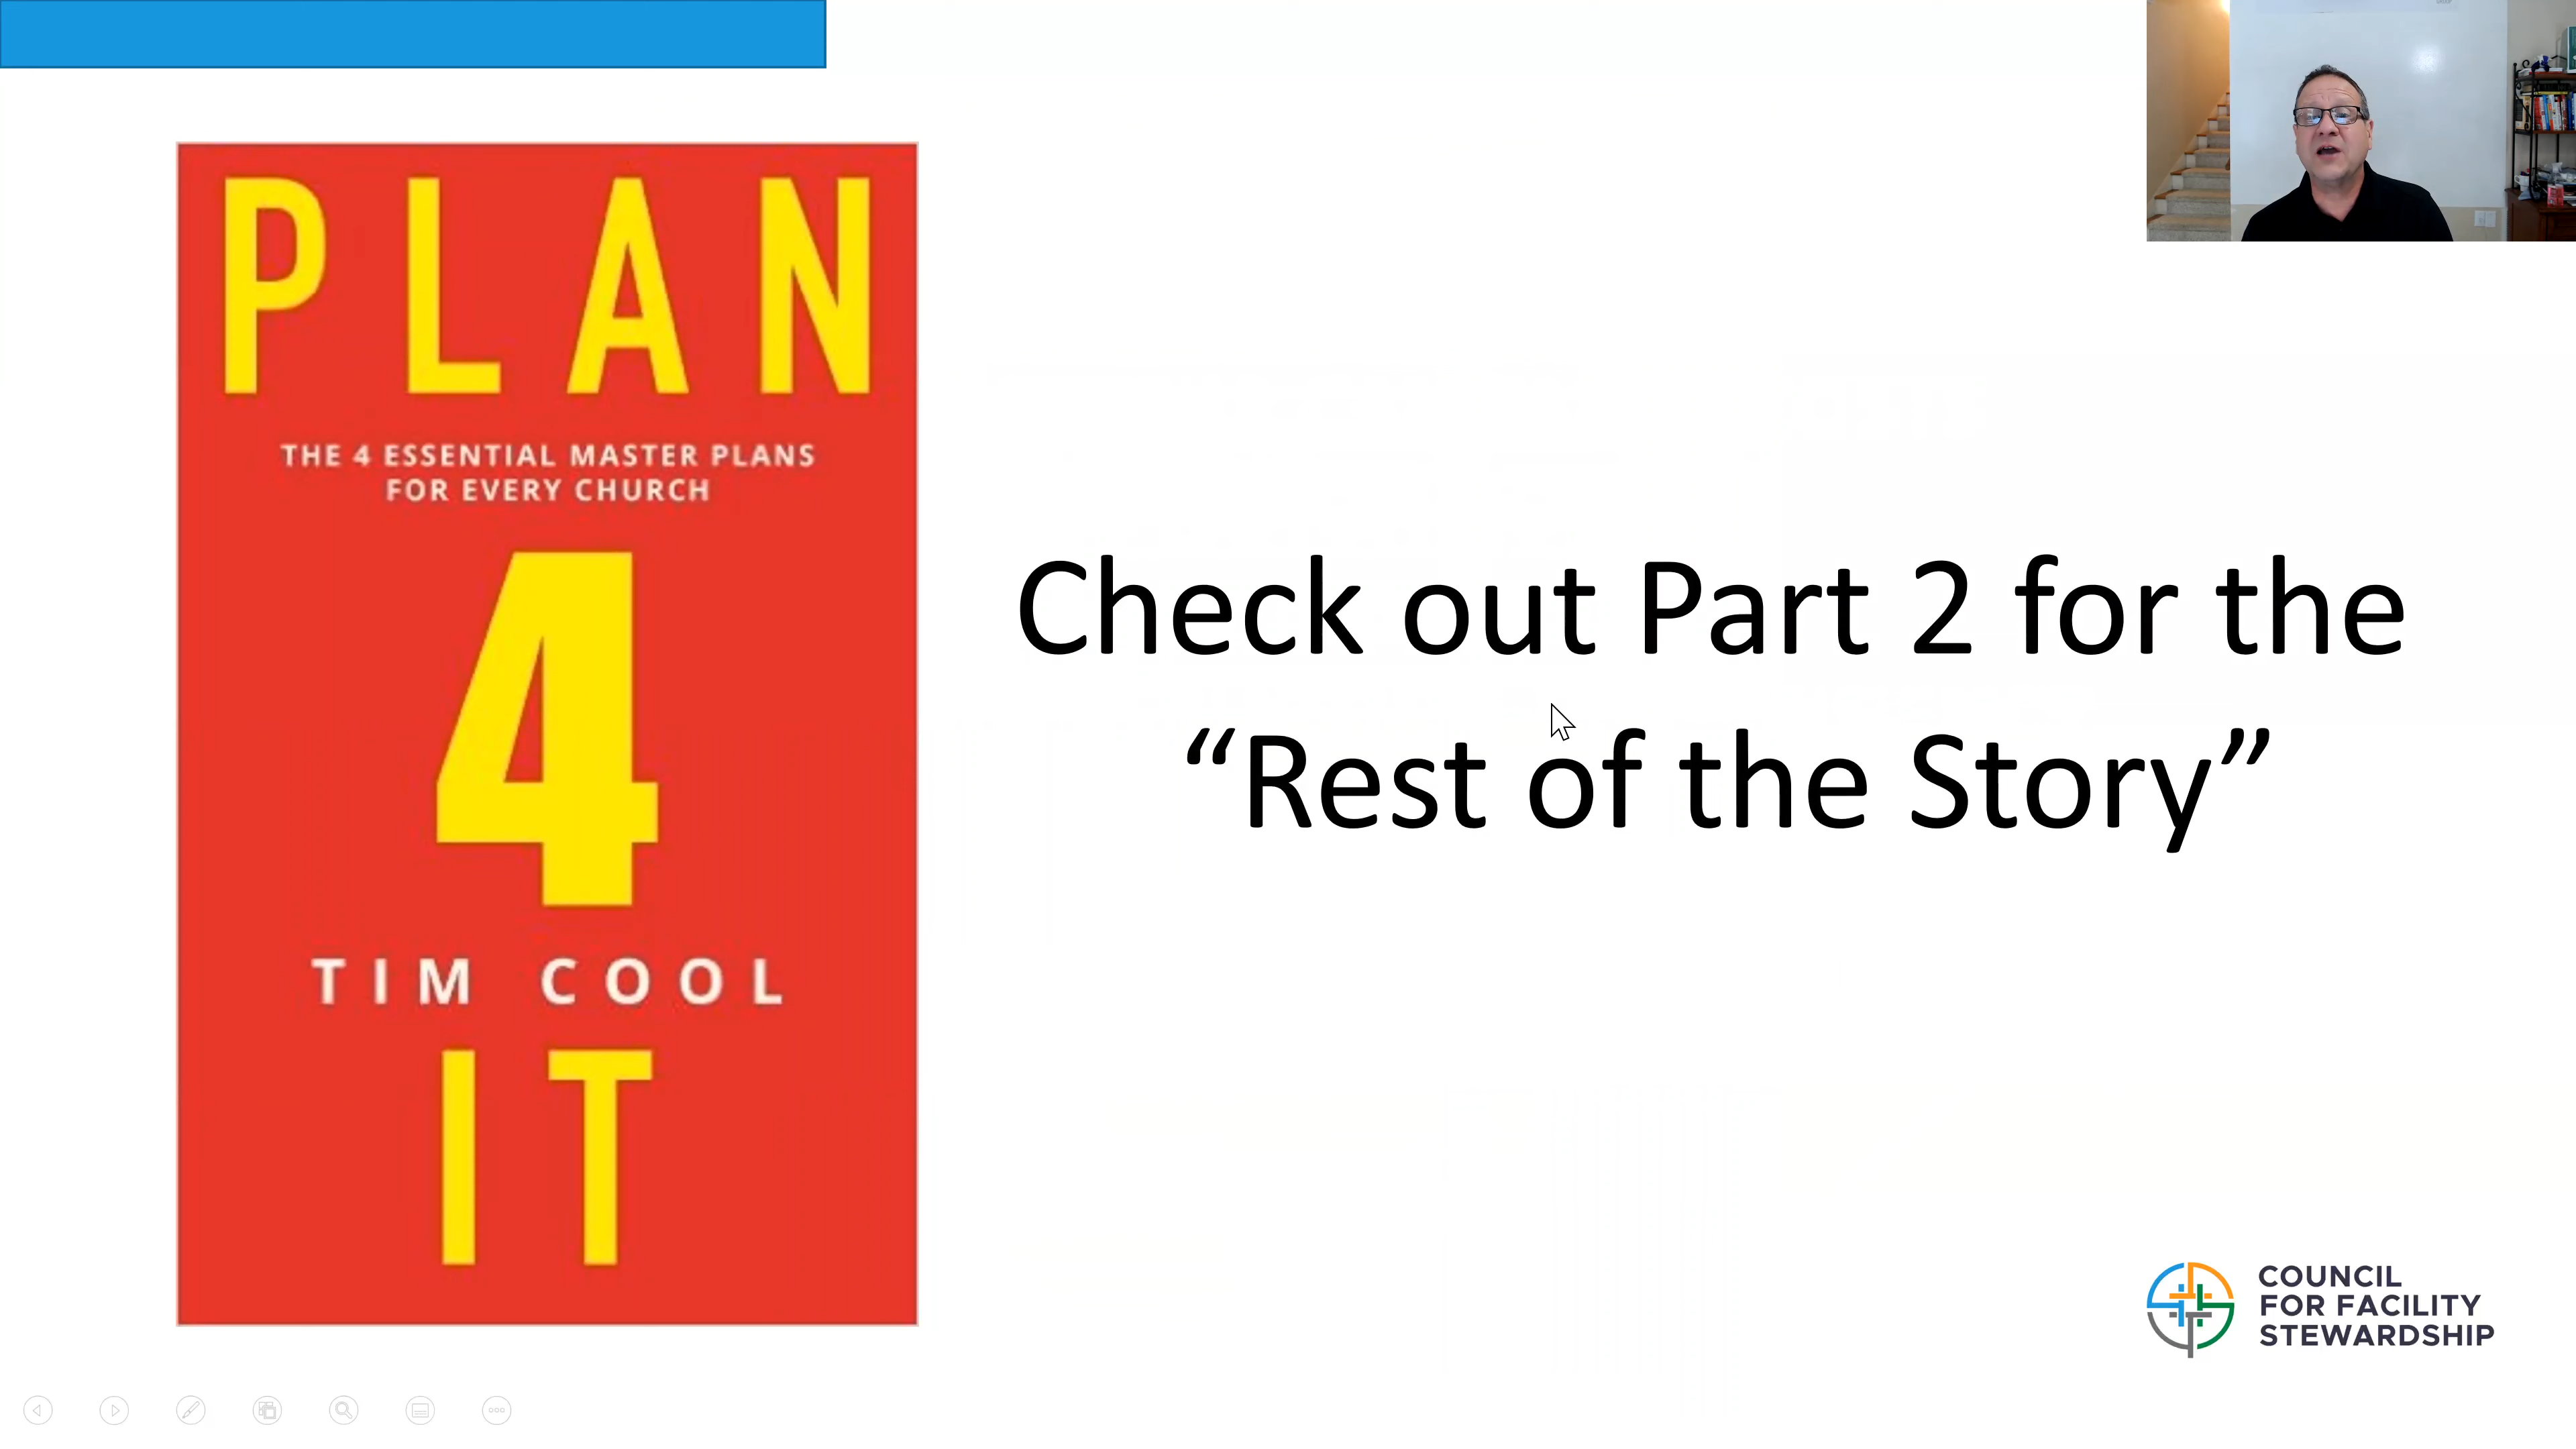 PLAN
THE 4 ESSENTIAL MASTER PLANS
FOR EVERY CHURCH
4
TIM COOL
IT
Check out Part 2 for the
“Rest of the Story”
COUNCIL
FOR FACILITY
STEWARDSHIP